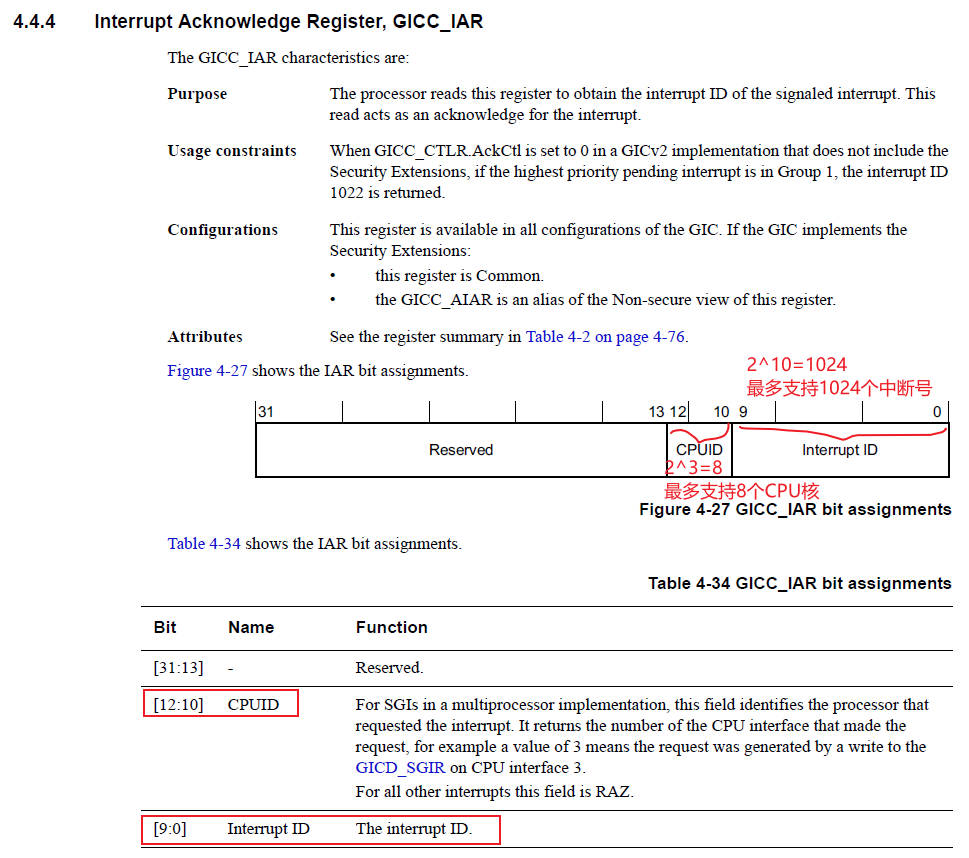 4.4.4 Interrupt Acknowledge Register, GICC_IAR
The GICC_IAR characteristics are:
Purpose The processor reads this register to obtain the interrupt ID of the signaled interrupt. This
read acts as an acknowledge for the interrupt.
Usage constraints When GICC_CTLR.AckCtl is set to 0 in a GICv2 implementation that does not include the
Security Extensions, if the highest priority pending interrupt is in Group 1, the interrupt ID
1022 is returned.
Configurations This register is available in all configurations of the GIC. If the GIC implements the
Security Extensions:
• this register is Common.
• the GICC_AIAR is an alias of the Non-secure view of this register.
Attributes See the register summary in Table 4-2 on page 4-76.
Figure 4-27 shows the IAR bit assignments.
2^10=1024
最多支持1024个中断号
31 13 12 10 9 0
Reserved CPUID Interrupt ID
2^3=8
最多支持8个CPU核
Figure 4-27 GICC_IAR bit assignments
Table 4-34 shows the IAR bit assignments.
Table 4-34 GICC_IAR bit assignments
Bit Name Function
[31:13] - Reserved.
[12:10] CPUID For SGIs in a multiprocessor implementation, this field identifies the processor that
requested the interrupt. It returns the number of the CPU interface that made the
request, for example a value of 3 means the request was generated by a write to the
GICD_SGIR on CPU interface 3.
For all other interrupts this field is RAZ.
[9:0] Interrupt ID The interrupt ID.